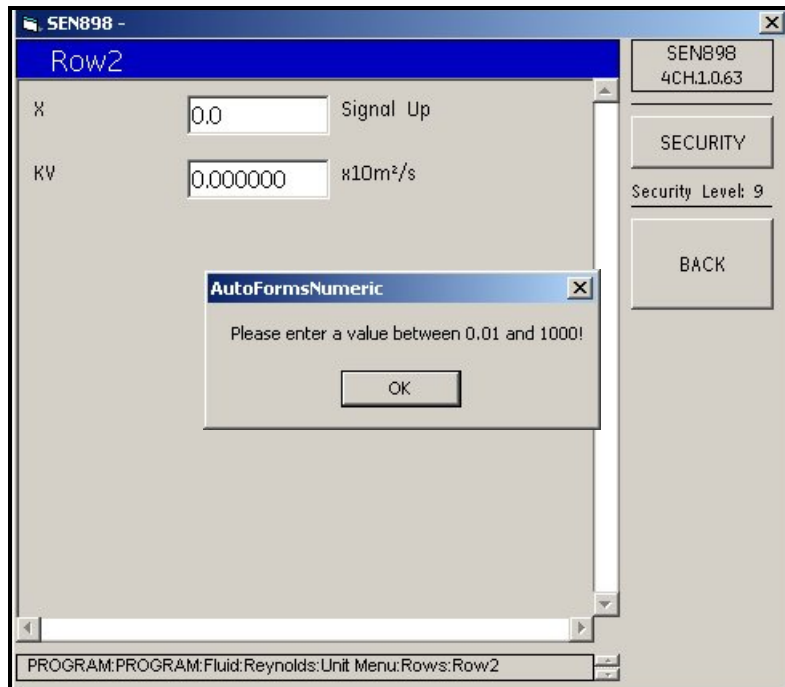 SEN898 -
Row2
SEN898
4CH.1.0.63
X 0.0 Signal Up
SECURITY
KV 0.000000 x10m²/s
Security Level: 9
BACK
AutoFormsNumeric
Please enter a value between 0.01 and 1000!
OK
PROGRAM:PROGRAM:Fluid:Reynolds:Unit Menu:Rows:Row2